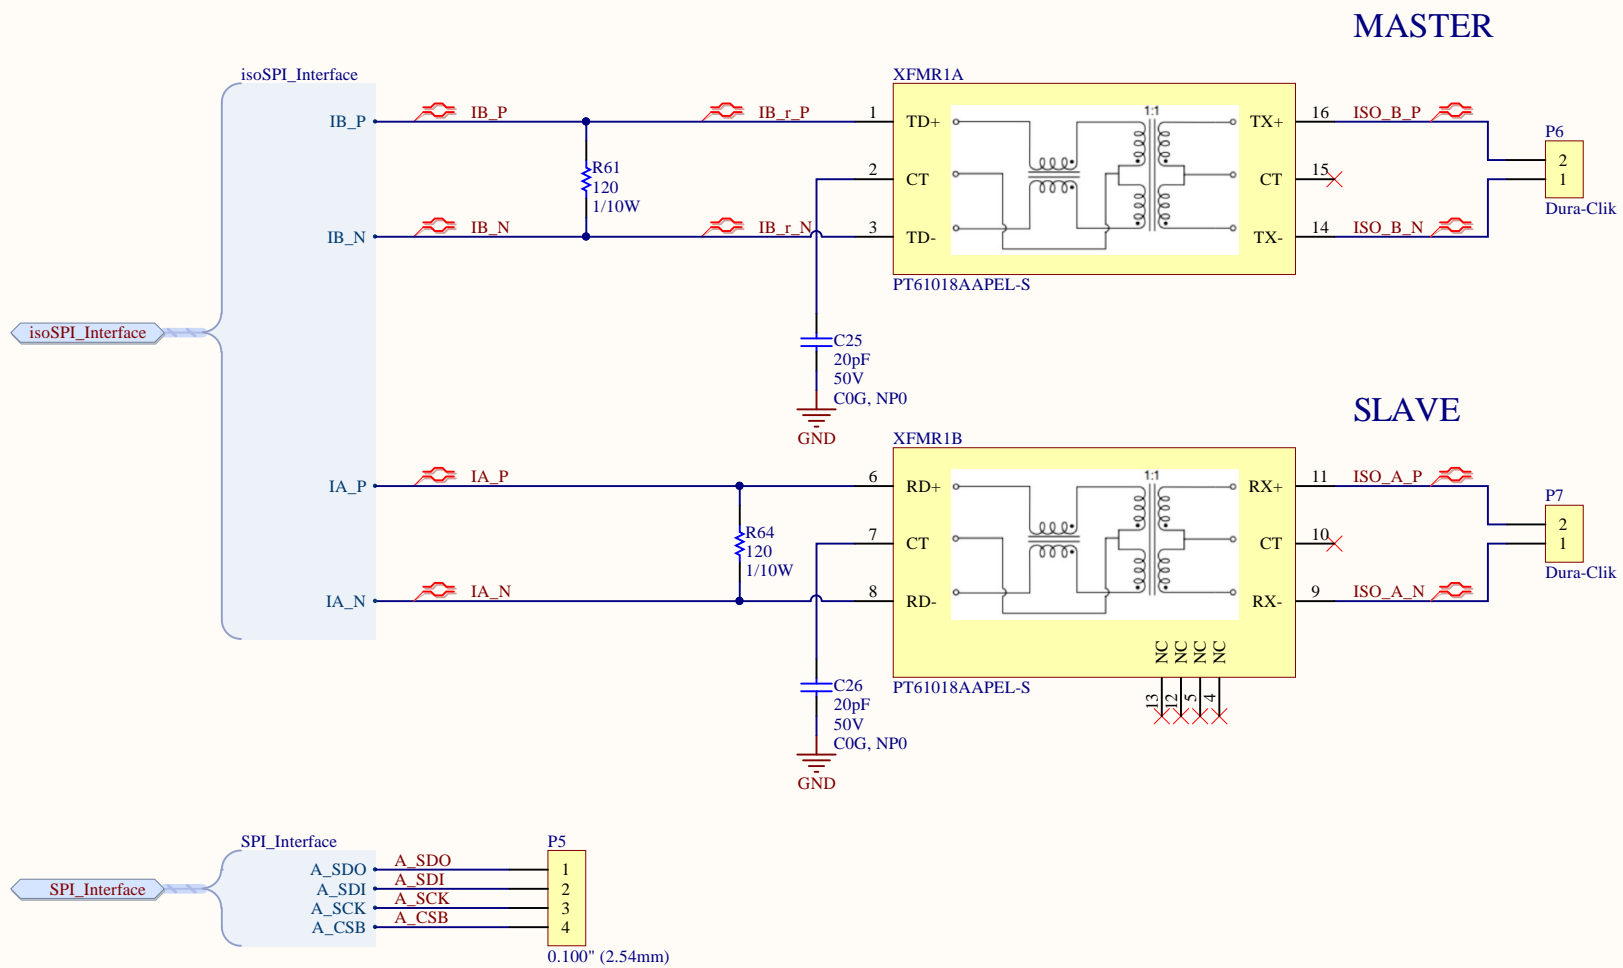 MASTER
isoSPI_Interface
XFMR1A
IB_P
IB_P
IB_r_P
1
TD+
1:1
TX+
16
ISO_B_P
P6
R61
120
1/10W
2
CT
CT
15
2
1
Dura-Clik
IB_N
IB_N
IB_r_N
3
TD-
TX-
14
ISO_B_N
PT61018AAPEL-S
isoSPI_Interface
C25
20pF
50V
C0G, NP0
GND
SLAVE
XFMR1B
IA_P
IA_P
6
RD+
1:1
RX+
11
ISO_A_P
P7
R64
120
1/10W
7
CT
CT
10
2
1
Dura-Clik
IA_N
IA_N
8
RD-
RX-
9
ISO_A_N
NC
NC
NC
NC
13
12
5
4
PT61018AAPEL-S
C26
20pF
50V
C0G, NP0
GND
SPI_Interface
P5
SPI_Interface
A_SDO
A_SDO
1
A_SDI
A_SDI
2
A_SCK
A_SCK
3
A_CSB
A_CSB
4
0.100" (2.54mm)